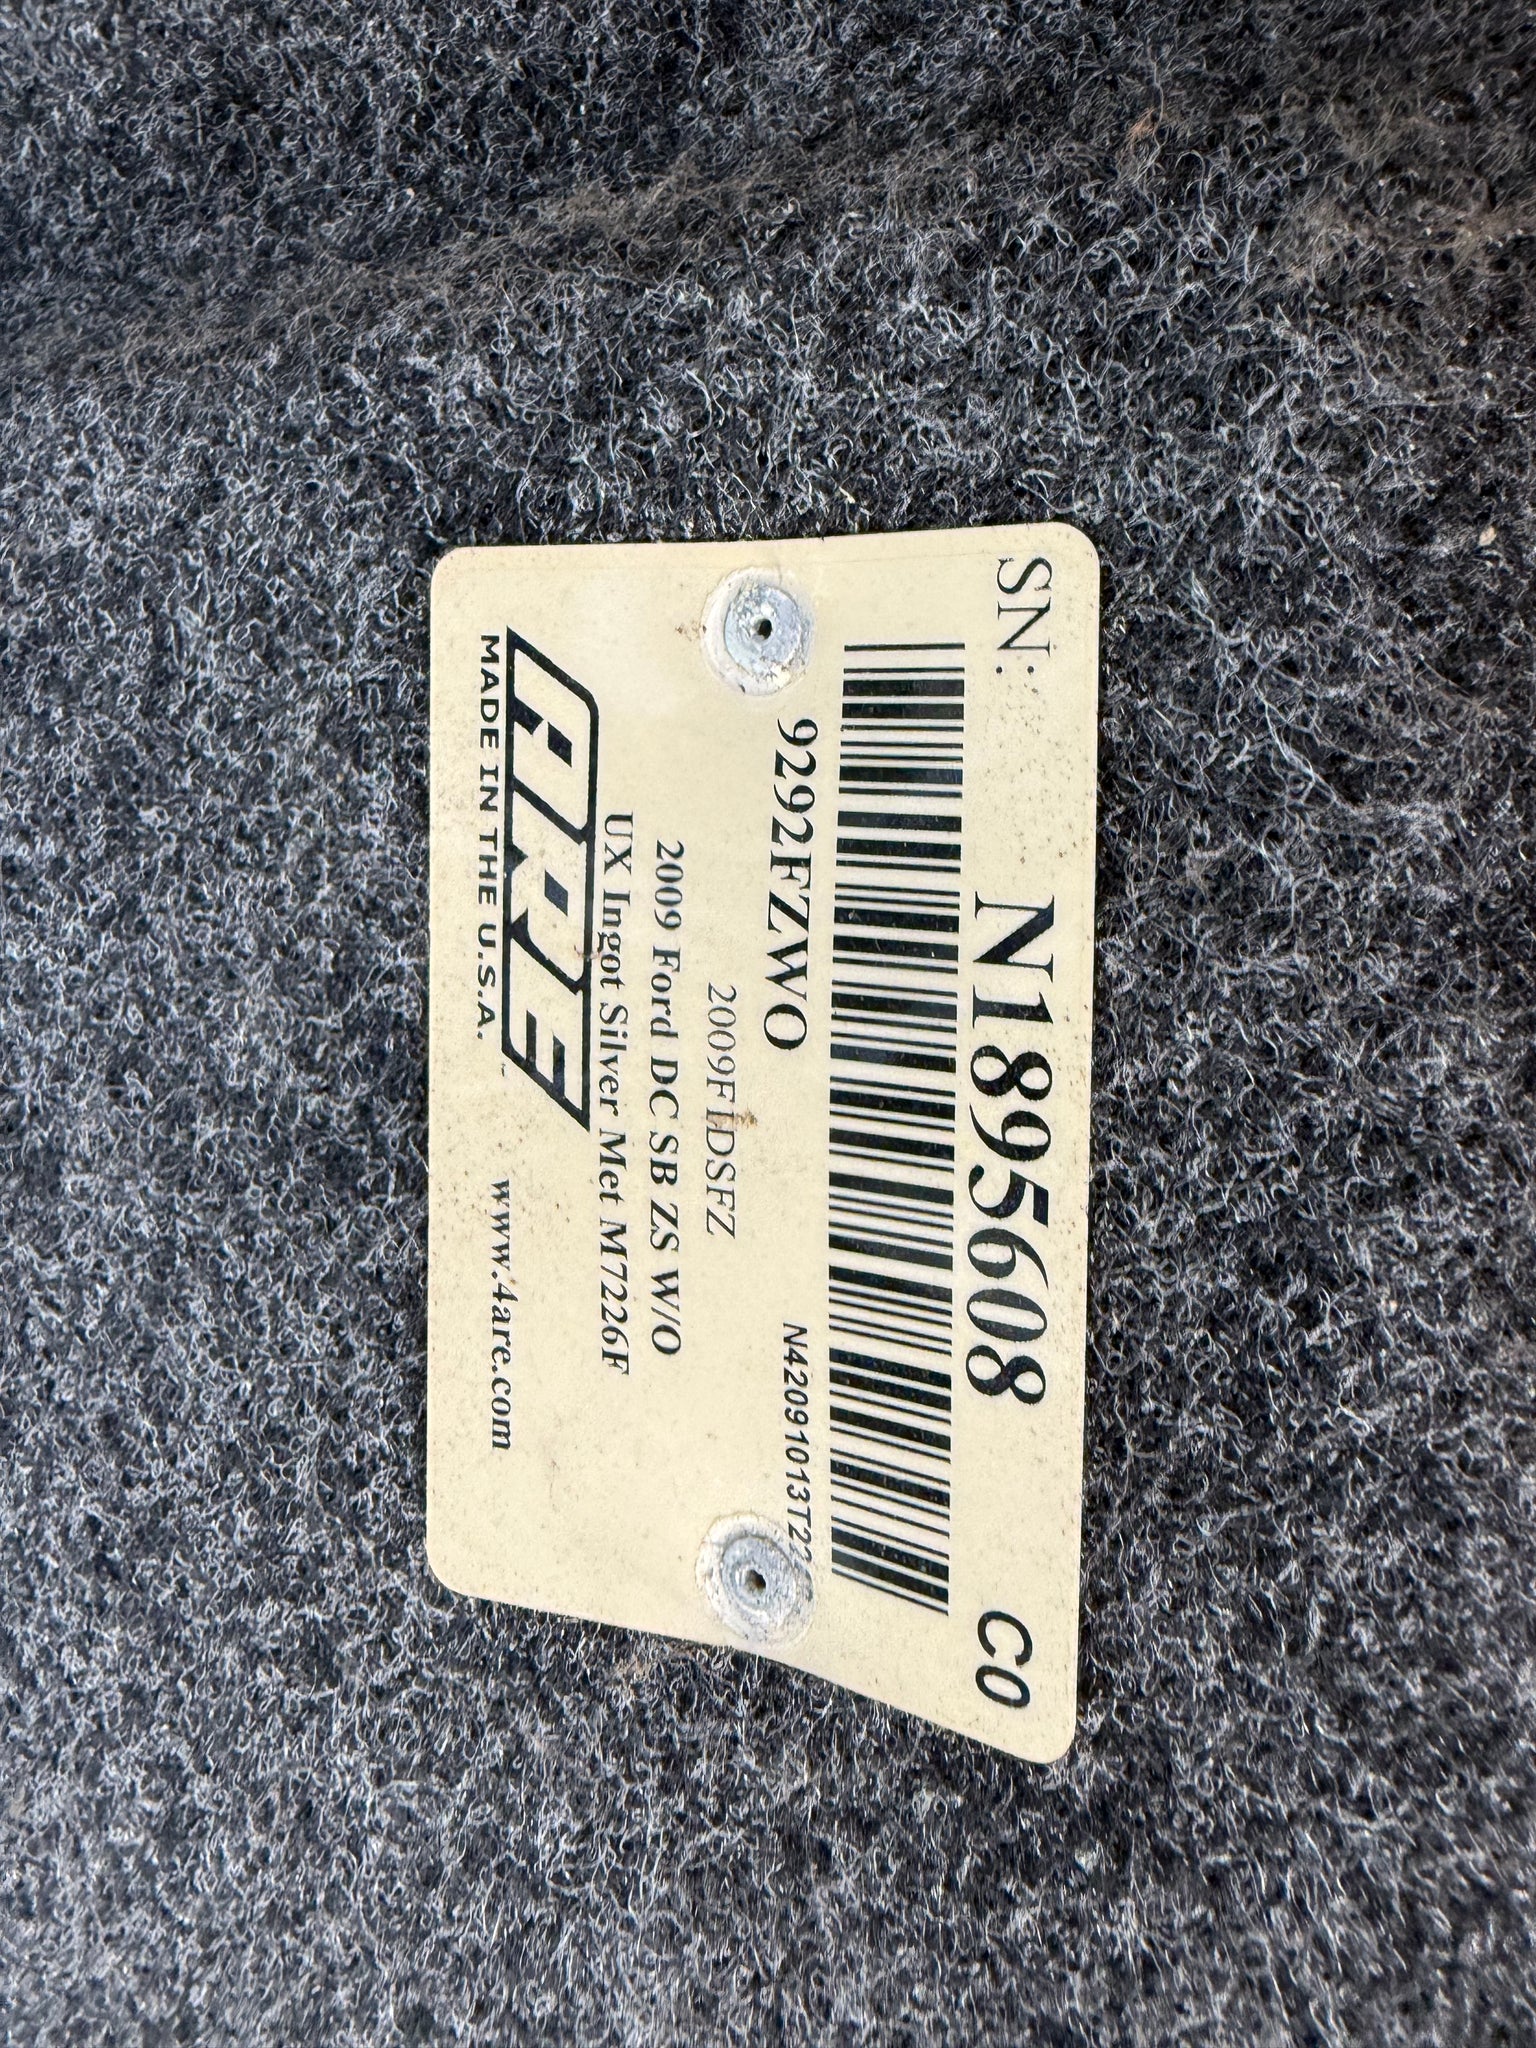 SN: N1895608 C0
9292FZWO N42091013T2
2009FDSFZ
2009 Ford DC SB ZS W/O
UX Ingot Silver Met M7226F
ARE
MADE IN THE U.S.A. www.4are.com